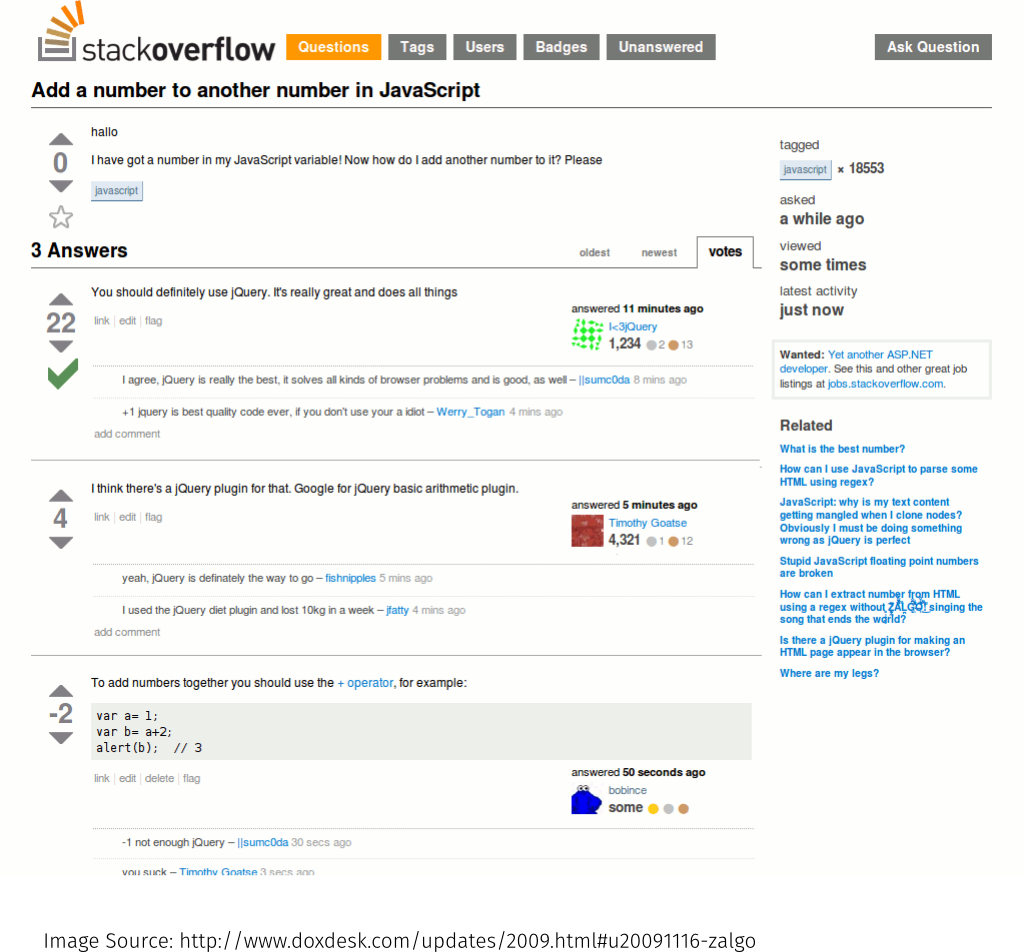 stackoverflow Questions Tags Users Badges Unanswered Ask Question
Add a number to another number in JavaScript
hallo
0
I have got a number in my JavaScript variable! Now how do I add another number to it? Please
javascript
tagged
javascript × 18553
asked
a while ago
viewed
some times
latest activity
just now
3 Answers oldest newest votes
22
You should definitely use jQuery. It's really great and does all things
link | edit | flag
answered 11 minutes ago
I<3jQuery
1,234 2 13
I agree, jQuery is really the best, it solves all kinds of browser problems and is good, as well – ||sumc0da 8 mins ago
+1 jquery is best quality code ever, if you don't use your a idiot – Werry_Togan 4 mins ago
add comment
4
I think there's a jQuery plugin for that. Google for jQuery basic arithmetic plugin.
link | edit | flag
answered 5 minutes ago
Timothy Goatse
4,321 1 12
yeah, jQuery is definately the way to go – fishnipples 5 mins ago
I used the jQuery diet plugin and lost 10kg in a week – jfatty 4 mins ago
add comment
-2
To add numbers together you should use the + operator, for example:
var a= 1;
var b= a+2;
alert(b);  // 3
link | edit | delete | flag
answered 50 seconds ago
bobince
some
-1 not enough jQuery – ||sumc0da 30 secs ago
you suck – Timothy Goatse 3 secs ago
Wanted: Yet another ASP.NET
developer. See this and other great job
listings at jobs.stackoverflow.com.
Related
What is the best number?
How can I use JavaScript to parse some
HTML using regex?
JavaScript: why is my text content
getting mangled when I clone nodes?
Obviously I must be doing something
wrong as jQuery is perfect
Stupid JavaScript floating point numbers
are broken
How can I extract number from HTML
using a regex without ZALGO! singing the
song that ends the world?
Is there a jQuery plugin for making an
HTML page appear in the browser?
Where are my legs?
Image Source: http://www.doxdesk.com/updates/2009.html#u20091116-zalgo